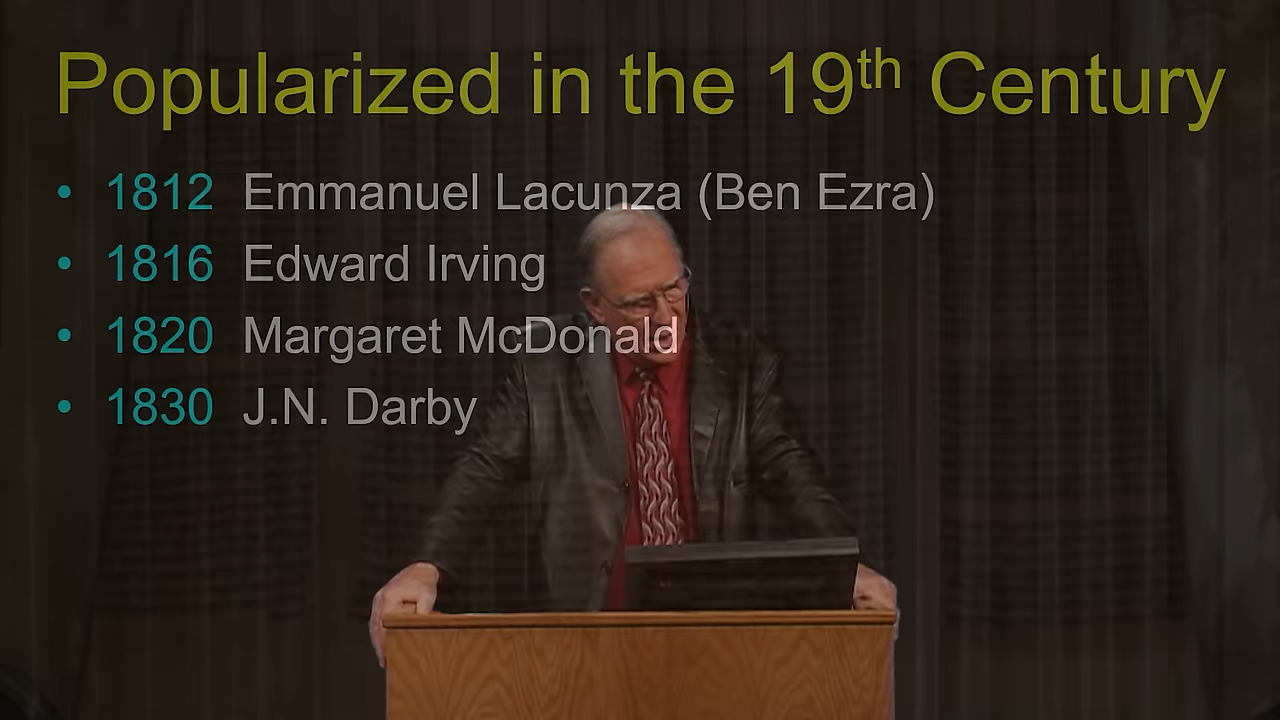 Popularized in the 19th Century
• 1812 Emmanuel Lacunza (Ben Ezra)
• 1816 Edward Irving
• 1820 Margaret McDonald
• 1830 J.N. Darby